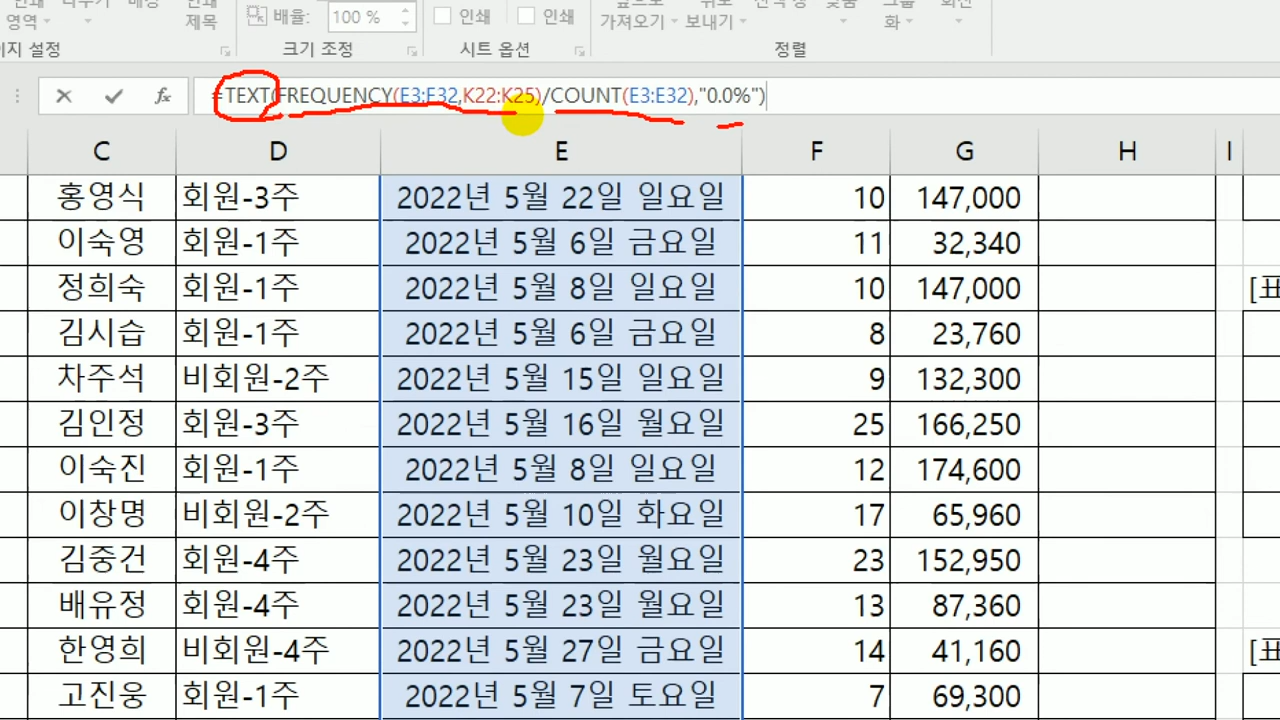 배율: 100 % 인쇄 인쇄
영역 제목 가져오기 보내기 화
지 설정 크기 조정 시트 옵션 정렬
fx =TEXT(FREQUENCY(E3:E32,K22:K25)/COUNT(E3:E32),"0.0%")
C D E F G H I
홍영식 회원-3주 2022년 5월 22일 일요일 10 147,000
이숙영 회원-1주 2022년 5월 6일 금요일 11 32,340
정희숙 회원-1주 2022년 5월 8일 일요일 10 147,000 [표
김시습 회원-1주 2022년 5월 6일 금요일 8 23,760
차주석 비회원-2주 2022년 5월 15일 일요일 9 132,300
김인정 회원-3주 2022년 5월 16일 월요일 25 166,250
이숙진 회원-1주 2022년 5월 8일 일요일 12 174,600
이창명 비회원-2주 2022년 5월 10일 화요일 17 65,960
김중건 회원-4주 2022년 5월 23일 월요일 23 152,950
배유정 회원-4주 2022년 5월 23일 월요일 13 87,360
한영희 비회원-4주 2022년 5월 27일 금요일 14 41,160 [표
고진웅 회원-1주 2022년 5월 7일 토요일 7 69,300